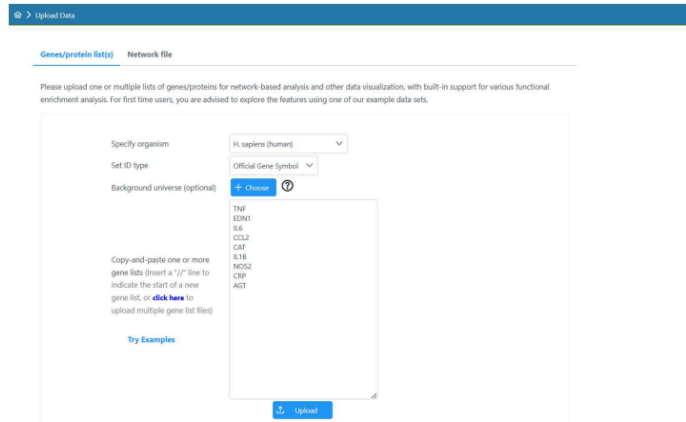 Upload Data
Genes/protein list(s) Network file
Please upload one or multiple lists of genes/proteins for network-based analysis and other data visualization, with built-in support for various functional
enrichment analysis. For first time users, you are advised to explore the features using one of our example data sets.
Specify organism H. sapiens (human)
Set ID type Official Gene Symbol
Background universe (optional) + Choose ?
TNF
EDN1
IL6
CCL2
CAT
IL1B
NOS2
CRP
AGT
Copy-and-paste one or more
gene lists (Insert a "//" line to
indicate the start of a new
gene list, or click here to
upload multiple gene list files)
Try Examples
Upload